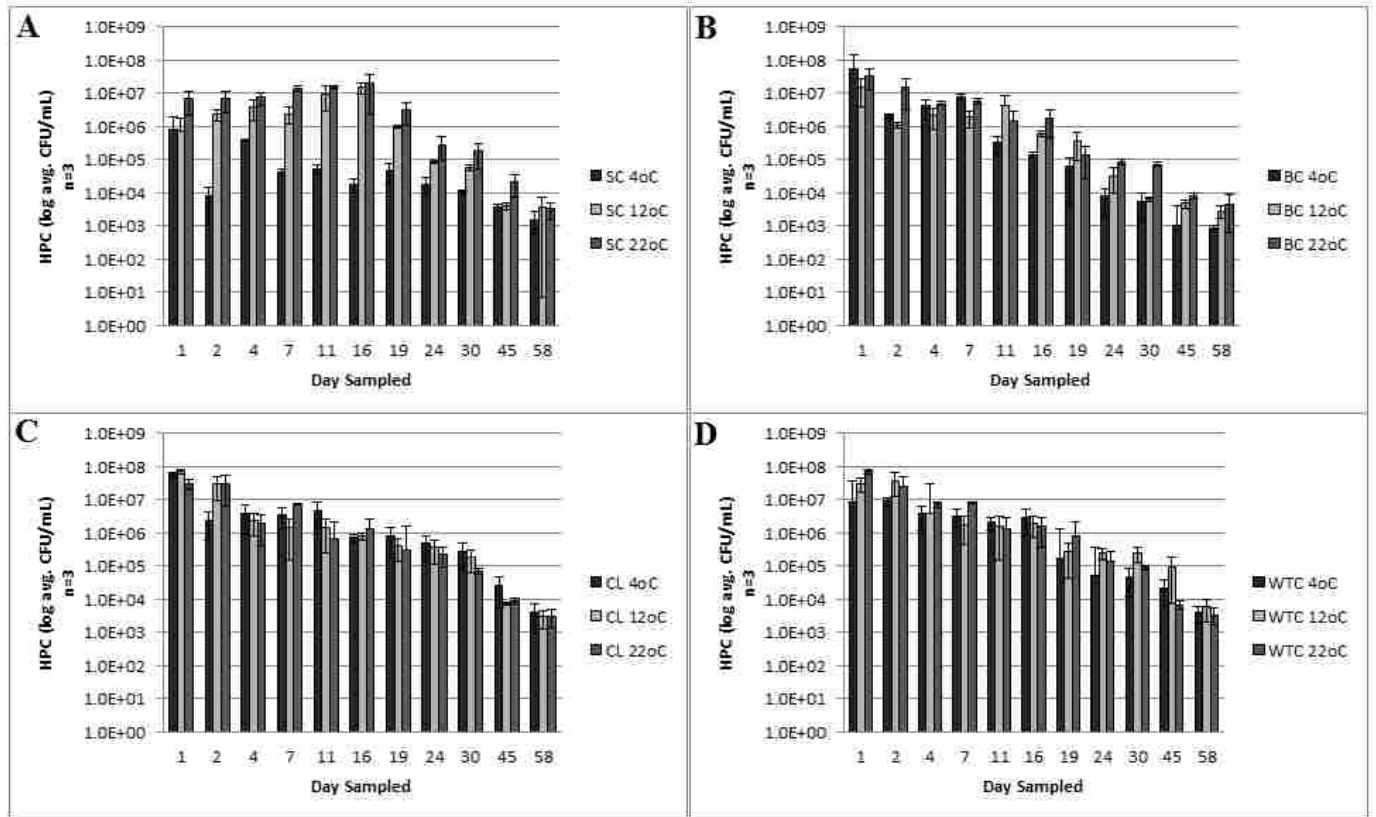 A
HPC (log avg. CFU/mL)
n=3
1.0E+09
1.0E+08
1.0E+07
1.0E+06
1.0E+05
1.0E+04
1.0E+03
1.0E+02
1.0E+01
1.0E+00
1 2 4 7 11 16 19 24 30 45 58
Day Sampled
SC 4oC
SC 12oC
SC 22oC
B
HPC (log avg. CFU/mL)
n=3
1.0E+09
1.0E+08
1.0E+07
1.0E+06
1.0E+05
1.0E+04
1.0E+03
1.0E+02
1.0E+01
1.0E+00
1 2 4 7 11 16 19 24 30 45 58
Day Sampled
BC 4oC
BC 12oC
BC 22oC
C
HPC (log avg. CFU/mL)
n=3
1.0E+09
1.0E+08
1.0E+07
1.0E+06
1.0E+05
1.0E+04
1.0E+03
1.0E+02
1.0E+01
1.0E+00
1 2 4 7 11 16 19 24 30 45 58
Day Sampled
CL 4oC
CL 12oC
CL 22oC
D
HPC (log avg. CFU/mL)
n=3
1.0E+09
1.0E+08
1.0E+07
1.0E+06
1.0E+05
1.0E+04
1.0E+03
1.0E+02
1.0E+01
1.0E+00
1 2 4 7 11 16 19 24 30 45 58
Day Sampled
WTC 4oC
WTC 12oC
WTC 22oC